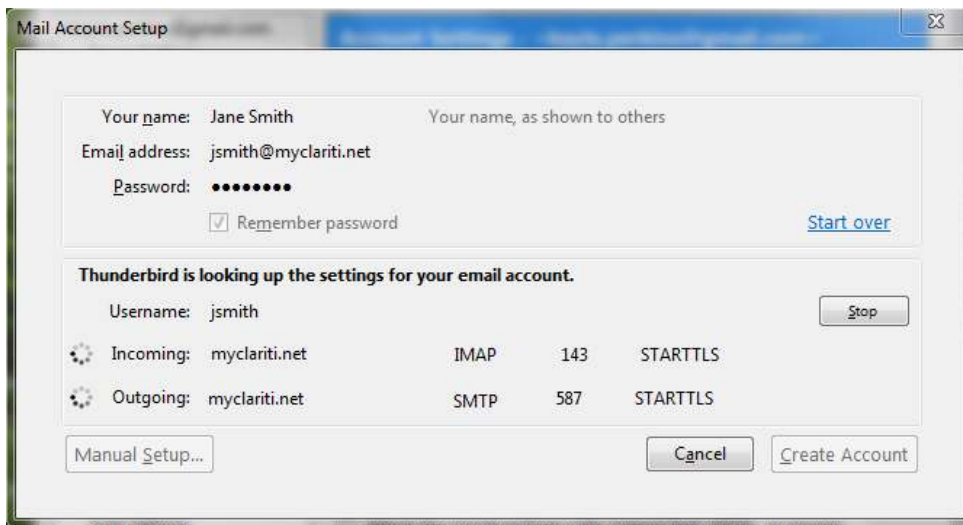 Mail Account Setup
Your name: Jane Smith Your name, as shown to others
Email address: jsmith@myclariti.net
Password: ●●●●●●●●
Remember password Start over
Thunderbird is looking up the settings for your email account.
Username: jsmith Stop
Incoming: myclariti.net IMAP 143 STARTTLS
Outgoing: myclariti.net SMTP 587 STARTTLS
Manual Setup... Cancel Create Account